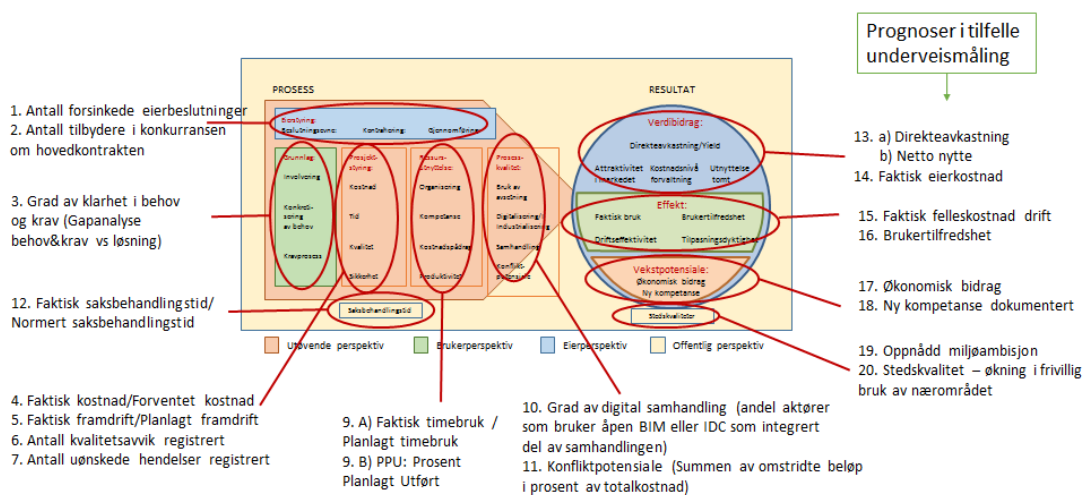 Prognoser i tilfelle
underveismåling
PROSESS
RESULTAT
1. Antall forsinkede eierbeslutninger
2. Antall tilbydere i konkurransen
om hovedkontrakten
3. Grad av klarhet i behov
og krav (Gapanalyse
behov&krav vs løsning)
12. Faktisk saksbehandlingstid/
Normert saksbehandlingstid
Eierstyring:
Kontrahering:
Gjennomføring:
Grunnlag:
Involvering
Konkreti-
sering
av behov
Kravprosess
Prosjekt-
styring:
Kostnad
Tid
Kvalitet
Sikkerhet
Ressurs-
utnyttelse:
Organisering
Kompetanse
Kostnadspådrag
Produktivitet
Prosess-
kvalitet:
Bruk av
avtaler
Digitalisering/
Industrialisering
Samhandling
Konflikt-
potensiale
Saksbehandlingstid
Verdibidrag:
Direkteavkastning/Yield
Attraktivitet
i markedet
Kostnadsnivå
forvaltning
Utnyttelse
tomt
Effekt:
Faktisk bruk
Brukertilfredshet
Driftseffektivitet
Tilpasningsdyktighet
Vekstpotensiale:
Økonomisk bidrag
Ny kompetanse
Stedskvaliteter
Utøvende perspektiv
Brukerperspektiv
Eierperspektiv
Offentlig perspektiv
13. a) Direkteavkastning
b) Netto nytte
14. Faktisk eierkostnad
15. Faktisk felleskostnad drift
16. Brukertilfredshet
17. Økonomisk bidrag
18. Ny kompetanse dokumentert
19. Oppnådd miljøambisjon
20. Stedskvalitet – økning i frivillig
bruk av nærområdet
4. Faktisk kostnad/Forventet kostnad
5. Faktisk framdrift/Planlagt framdrift
6. Antall kvalitetsavvik registrert
7. Antall uønskede hendelser registrert
9. A) Faktisk timebruk /
Planlagt timebruk
9. B) PPU: Prosent
Planlagt Utført
10. Grad av digital samhandling (andel aktører
som bruker åpen BIM eller IDC som integrert
del av samhandlingen)
11. Konfliktpotensiale (Summen av omstridte beløp
i prosent av totalkostnad)